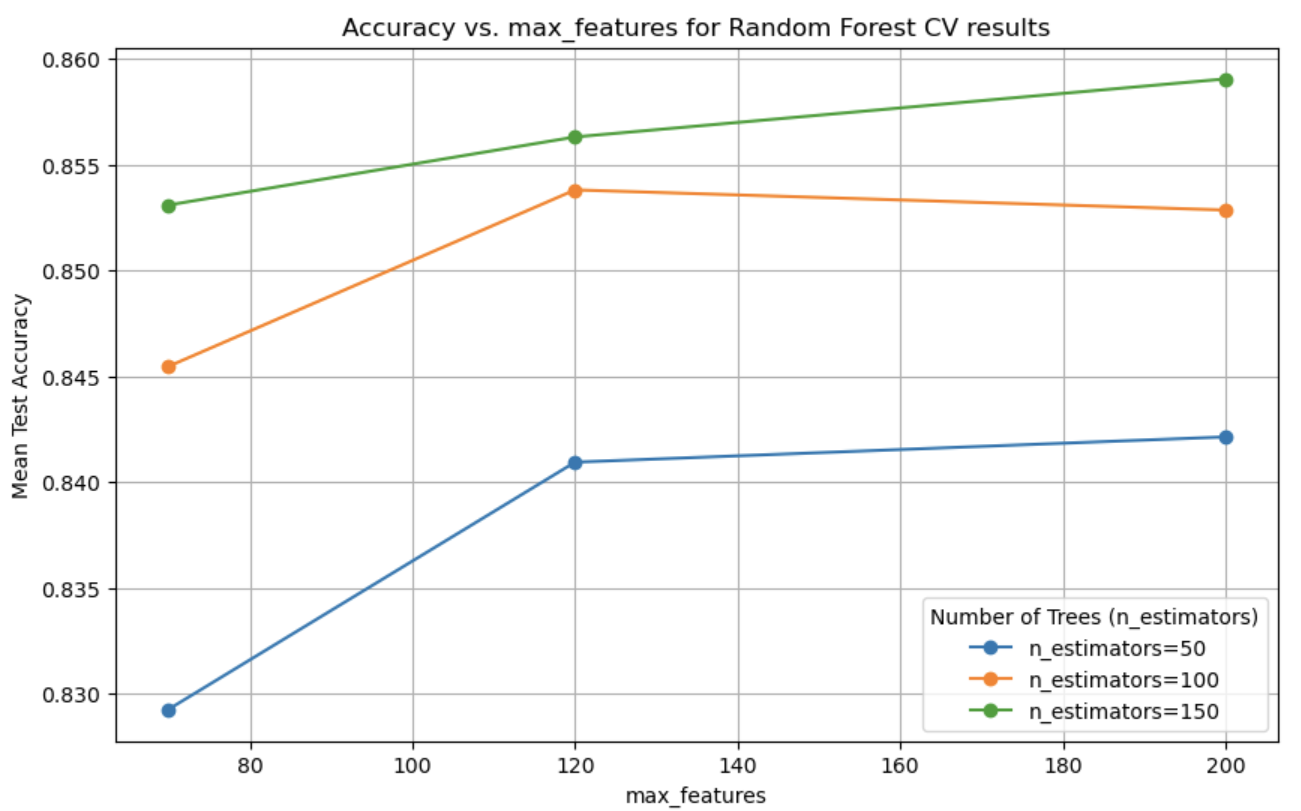 Accuracy vs. max_features for Random Forest CV results
Mean Test Accuracy
0.860
0.855
0.850
0.845
0.840
0.835
0.830
80 100 120 140 160 180 200
max_features
Number of Trees (n_estimators)
n_estimators=50
n_estimators=100
n_estimators=150